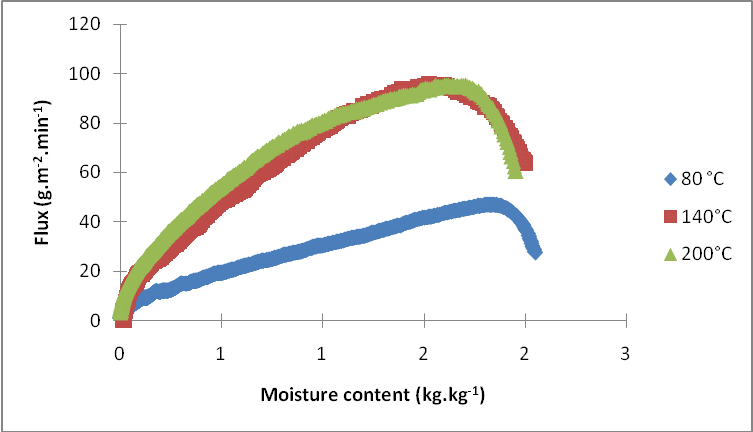 120
100
80
60
40
20
0
0 1 1 2 2 3
Flux (g.m⁻².min⁻¹)
Moisture content (kg.kg⁻¹)
80 °C
140°C
200°C